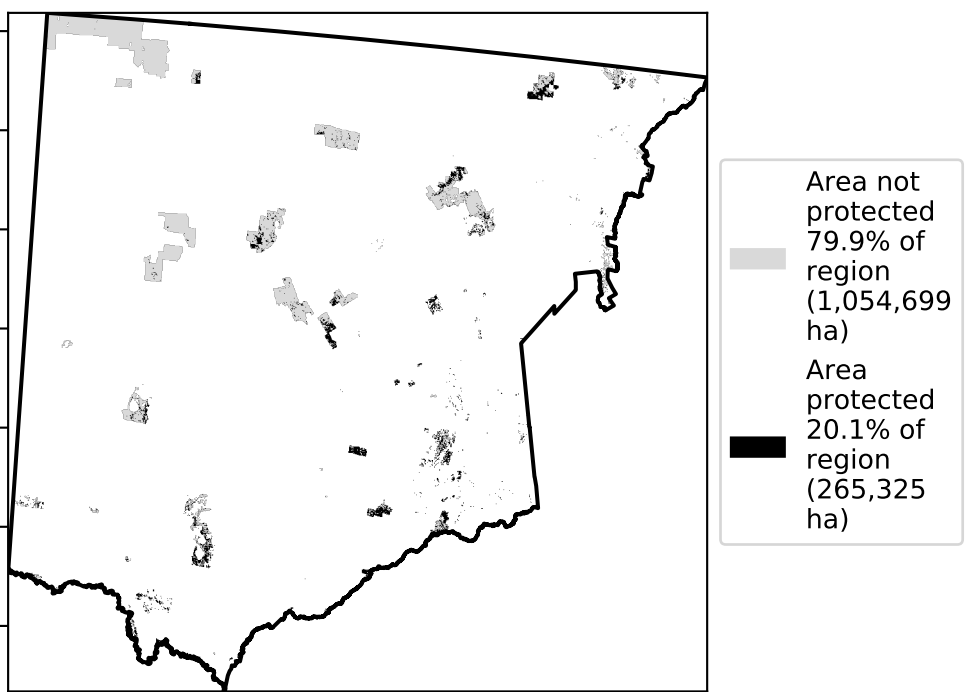 Area not
protected
79.9% of
region
(1,054,699
ha)
Area
protected
20.1% of
region
(265,325
ha)